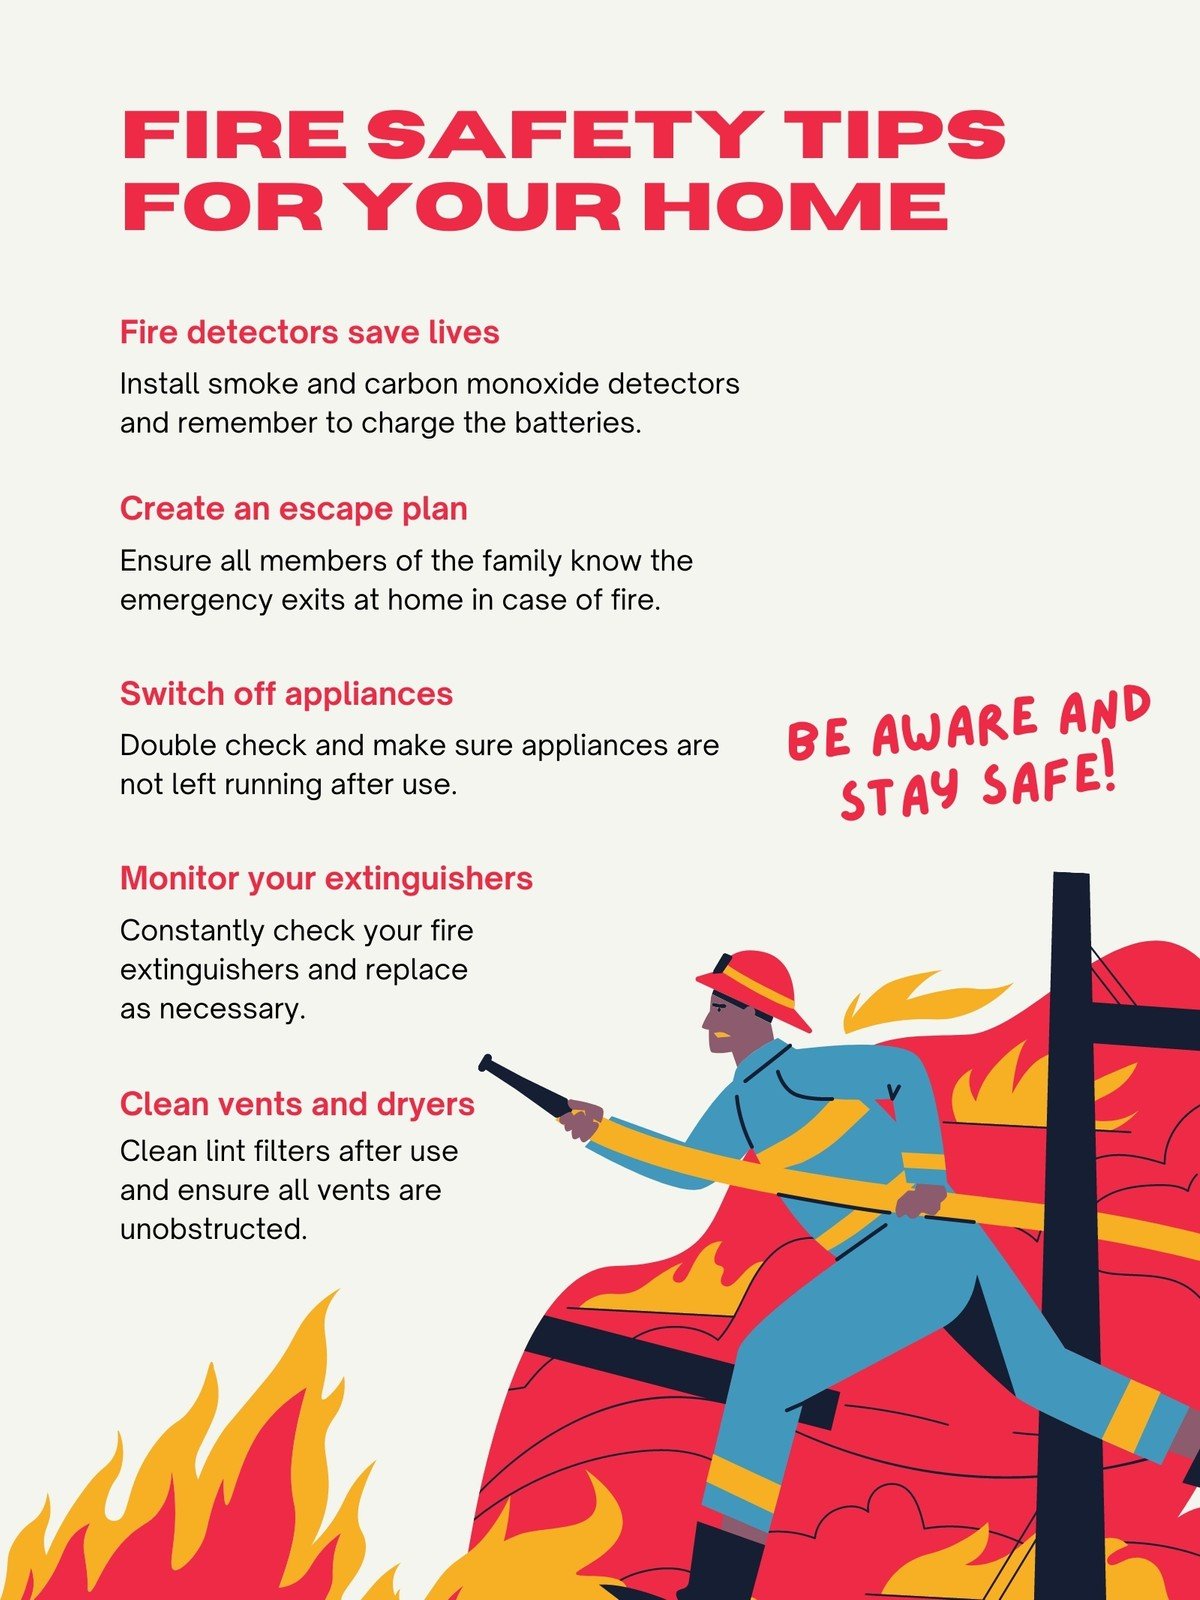 FIRE SAFETY TIPS
FOR YOUR HOME
Fire detectors save lives
Install smoke and carbon monoxide detectors
and remember to charge the batteries.
Create an escape plan
Ensure all members of the family know the
emergency exits at home in case of fire.
Switch off appliances
Double check and make sure appliances are
not left running after use.
BE AWARE AND
STAY SAFE!
Monitor your extinguishers
Constantly check your fire
extinguishers and replace
as necessary.
Clean vents and dryers
Clean lint filters after use
and ensure all vents are
unobstructed.